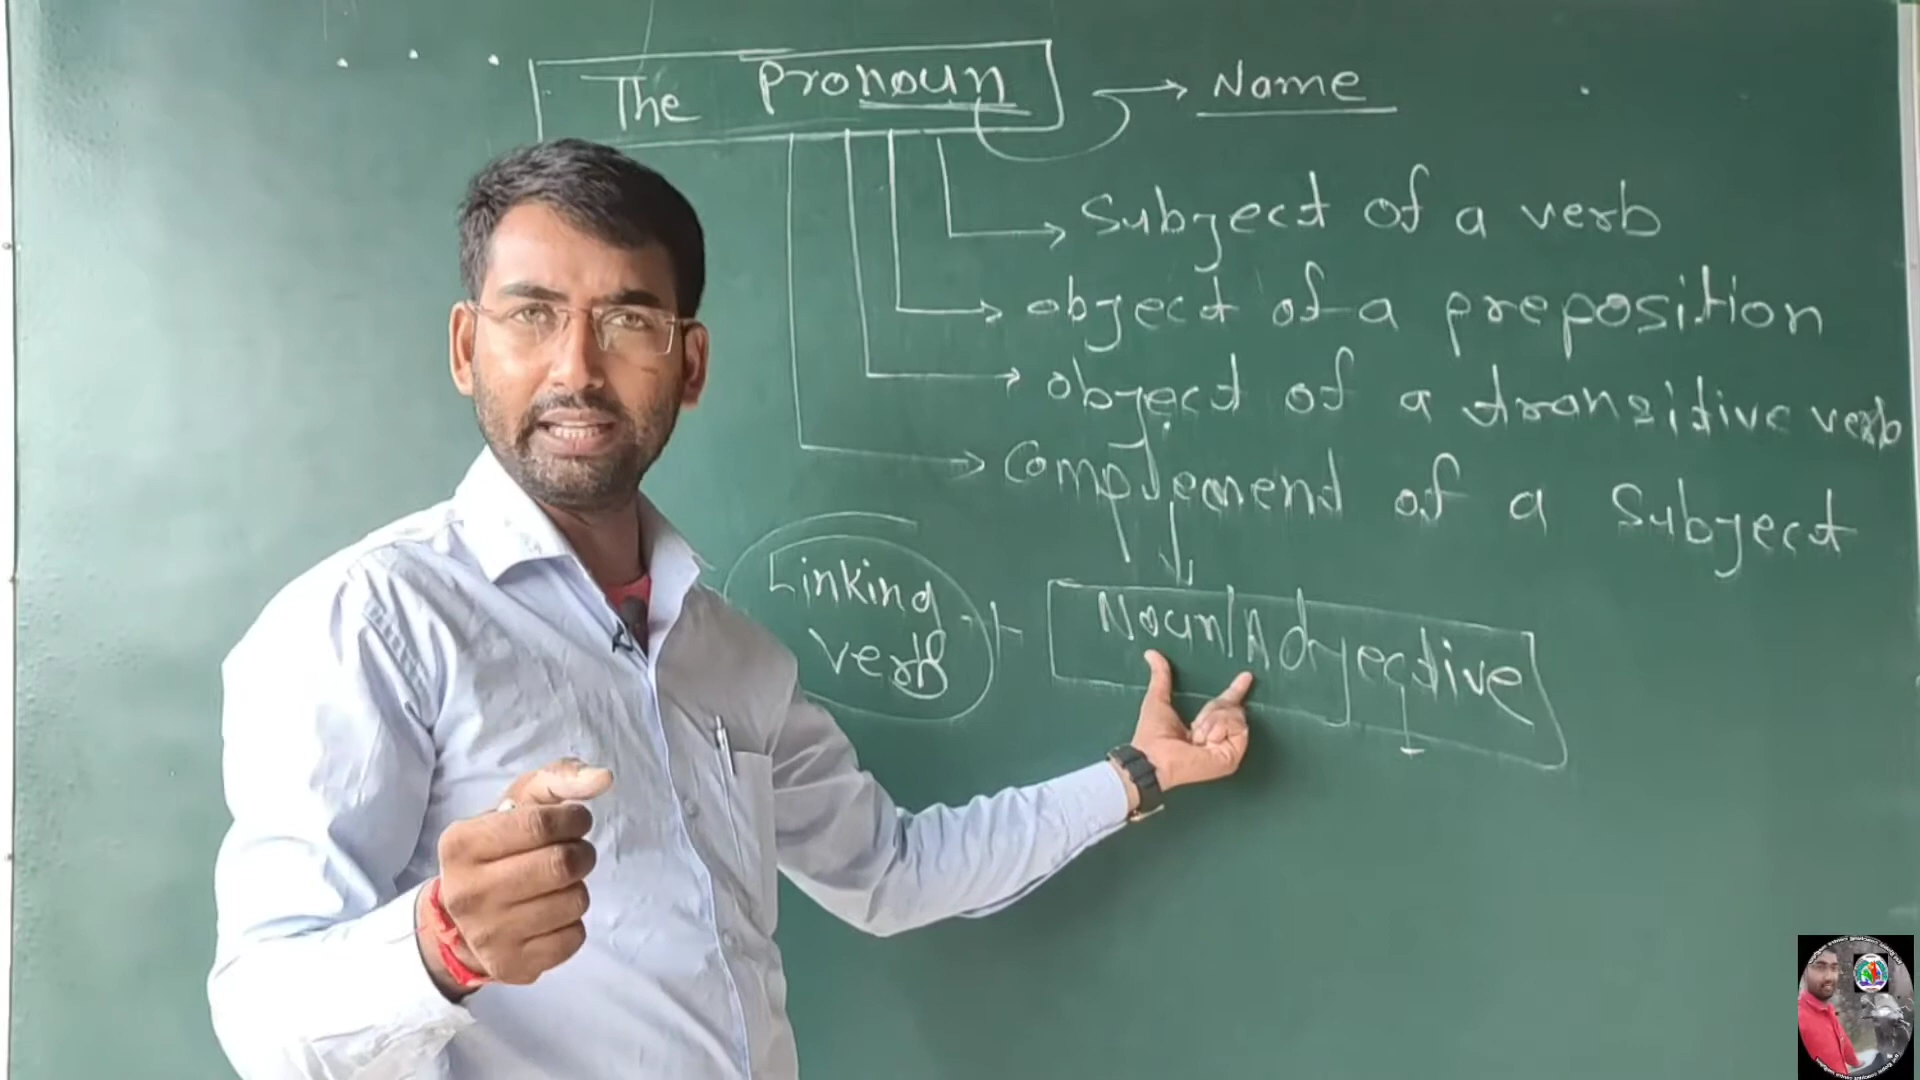 The Pronoun → Name
→ Subject of a verb
→ object of a preposition
→ object of a transitive verb
→ Complement of a Subject
Linking verb + Noun/Adjective